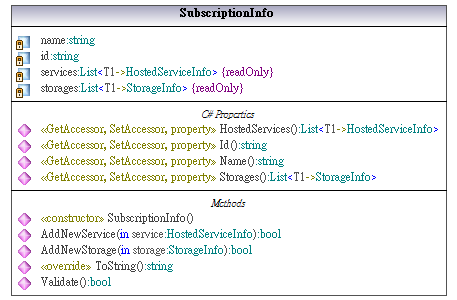 SubscriptionInfo
name:string
id:string
services:List<T1->HostedServiceInfo> {readOnly}
storages:List<T1->StorageInfo> {readOnly}
C# Properties
«GetAccessor, SetAccessor, property» HostedServices():List<T1->HostedServiceInfo>
«GetAccessor, SetAccessor, property» Id():string
«GetAccessor, SetAccessor, property» Name():string
«GetAccessor, SetAccessor, property» Storages():List<T1->StorageInfo>
Methods
«constructor» SubscriptionInfo()
AddNewService(in service:HostedServiceInfo):bool
AddNewStorage(in storage:StorageInfo):bool
«override» ToString():string
Validate():bool